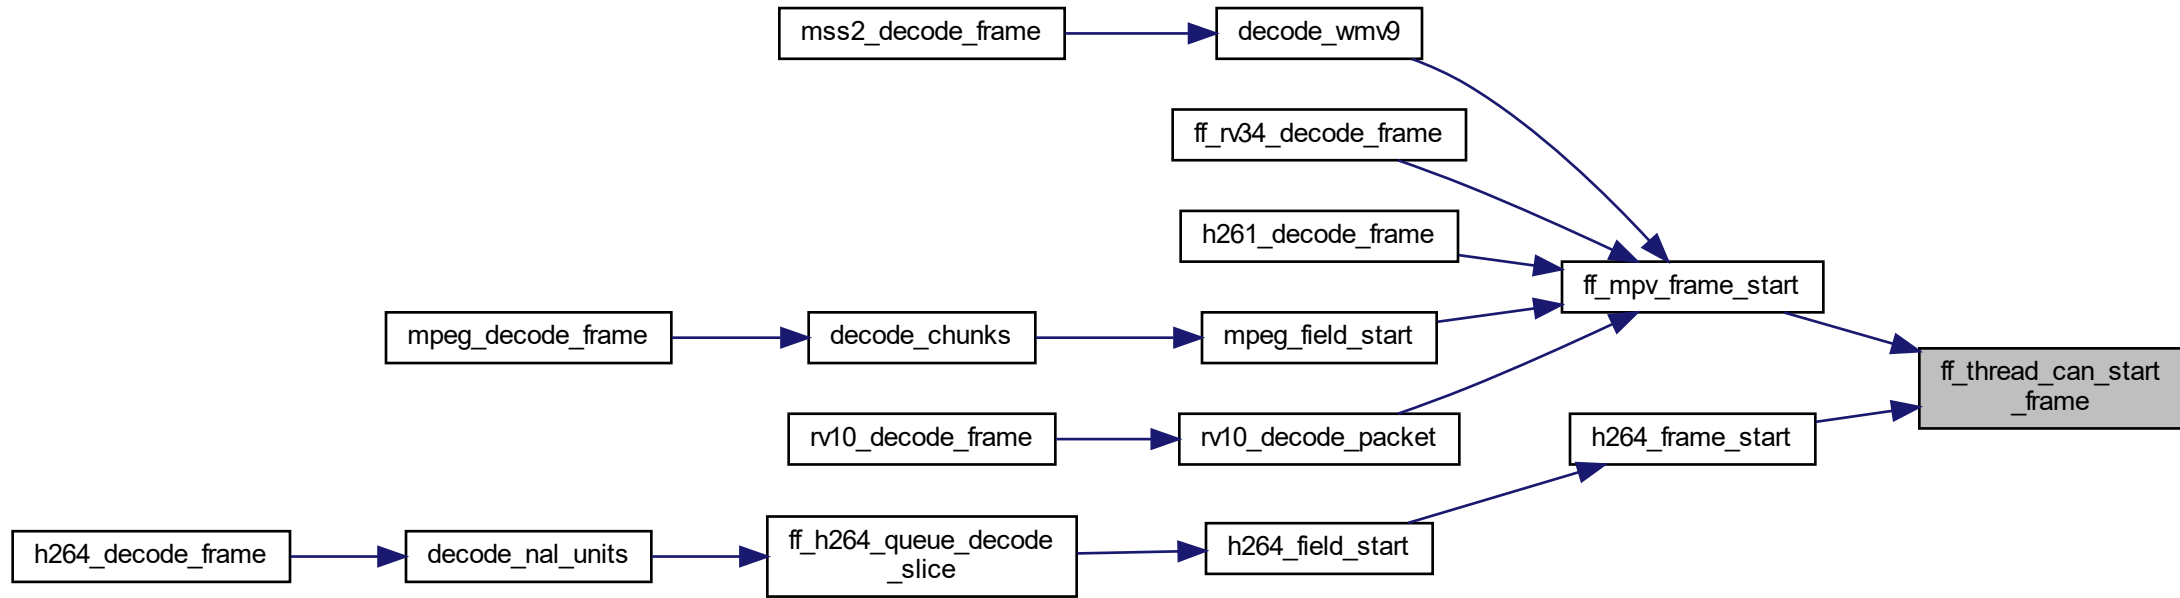 mss2_decode_frame
decode_wmv9
ff_rv34_decode_frame
h261_decode_frame
ff_mpv_frame_start
mpeg_decode_frame
decode_chunks
mpeg_field_start
ff_thread_can_start
_frame
rv10_decode_frame
rv10_decode_packet
h264_frame_start
h264_decode_frame
decode_nal_units
ff_h264_queue_decode
_slice
h264_field_start